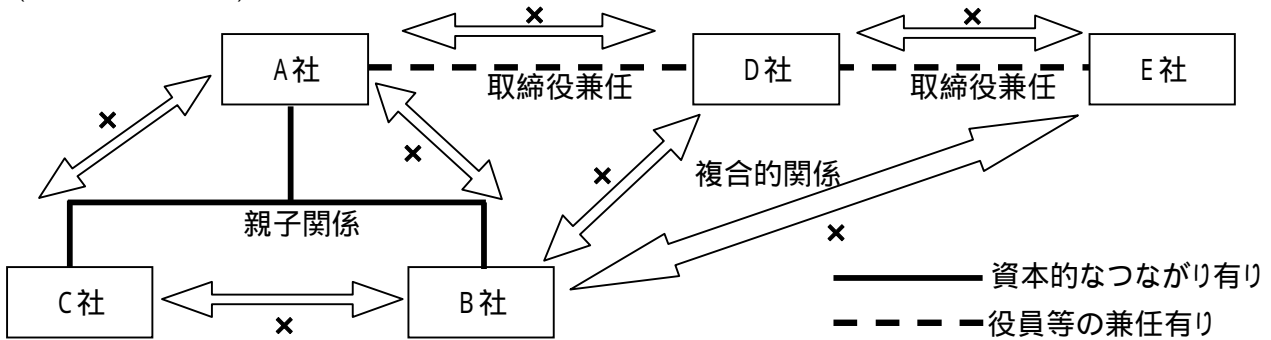 ×
×
A社
D社
E社
取締役兼任
取締役兼任
×
×
×
複合的関係
親子関係
×
資本的なつながり有り
C社
B社
×
役員等の兼任有り